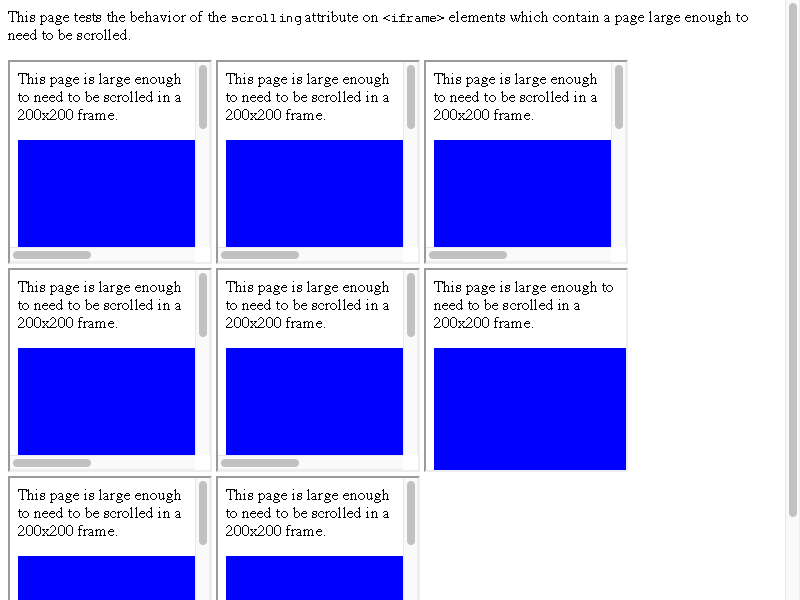 This page tests the behavior of the scrolling attribute on <iframe> elements which contain a page large enough to
need to be scrolled.
This page is large enough
to need to be scrolled in a
200x200 frame.
This page is large enough
to need to be scrolled in a
200x200 frame.
This page is large enough
to need to be scrolled in a
200x200 frame.
This page is large enough
to need to be scrolled in a
200x200 frame.
This page is large enough
to need to be scrolled in a
200x200 frame.
This page is large enough to
need to be scrolled in a
200x200 frame.
This page is large enough
to need to be scrolled in a
200x200 frame.
This page is large enough
to need to be scrolled in a
200x200 frame.